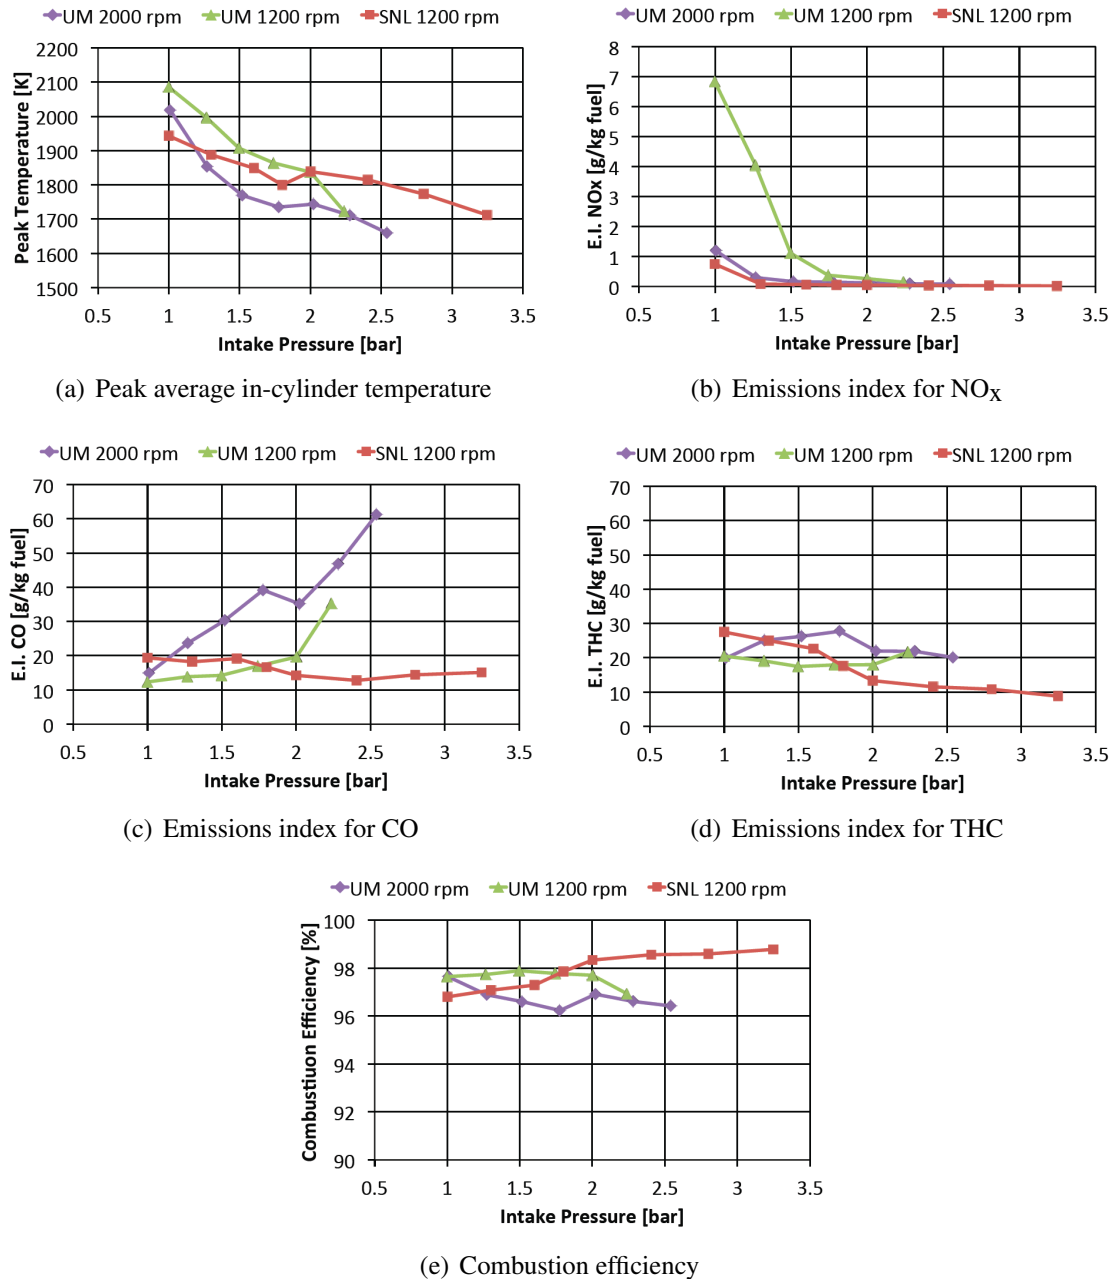 UM 2000 rpm UM 1200 rpm SNL 1200 rpm
Peak Temperature [K]
2200
2100
2000
1900
1800
1700
1600
1500
0.5 1 1.5 2 2.5 3 3.5
Intake Pressure [bar]
(a) Peak average in-cylinder temperature
UM 2000 rpm UM 1200 rpm SNL 1200 rpm
E.I. NOx [g/kg fuel]
8
7
6
5
4
3
2
1
0
0.5 1 1.5 2 2.5 3 3.5
Intake Pressure [bar]
(b) Emissions index for NOx
UM 2000 rpm UM 1200 rpm SNL 1200 rpm
E.I. CO [g/kg fuel]
70
60
50
40
30
20
10
0
0.5 1 1.5 2 2.5 3 3.5
Intake Pressure [bar]
(c) Emissions index for CO
UM 2000 rpm UM 1200 rpm SNL 1200 rpm
E.I. THC [g/kg fuel]
70
60
50
40
30
20
10
0
0.5 1 1.5 2 2.5 3 3.5
Intake Pressure [bar]
(d) Emissions index for THC
UM 2000 rpm UM 1200 rpm SNL 1200 rpm
Combustiuon Efficiency [%]
100
98
96
94
92
90
0.5 1 1.5 2 2.5 3 3.5
Intake Pressure [bar]
(e) Combustion efficiency